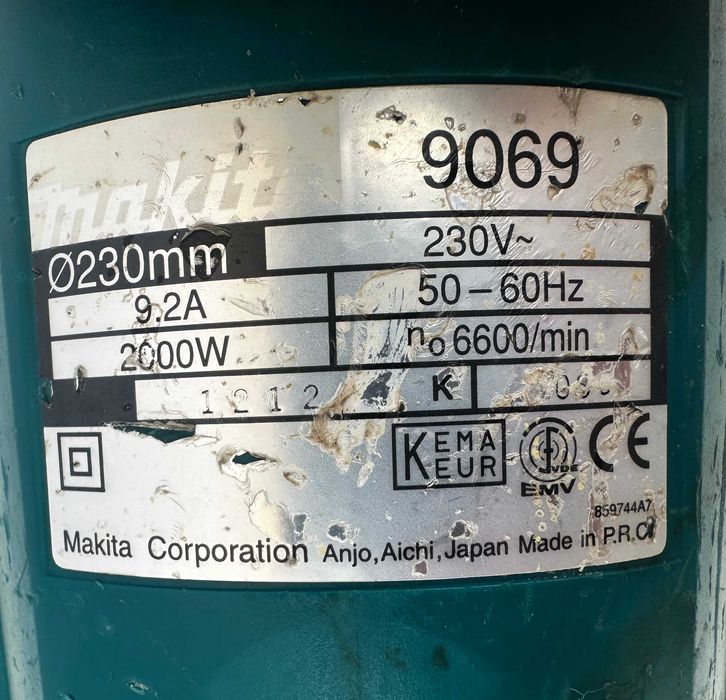 makita
9069
Ø230mm
230V~
9.2A
50-60Hz
2000W
no 6600/min
1212
K
KEMA
KEUR
VDE
EMV
CE
859744A7
Makita Corporation Anjo, Aichi, Japan Made in P.R.C.